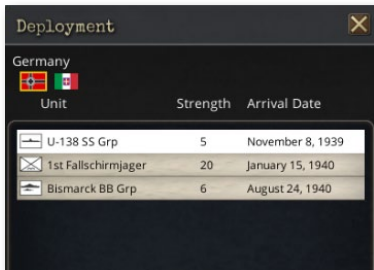 Deployment
Germany
Unit Strength Arrival Date
U-138 SS Grp 5 November 8, 1939
1st Fallschirmjager 20 January 15, 1940
Bismarck BB Grp 6 August 24, 1940